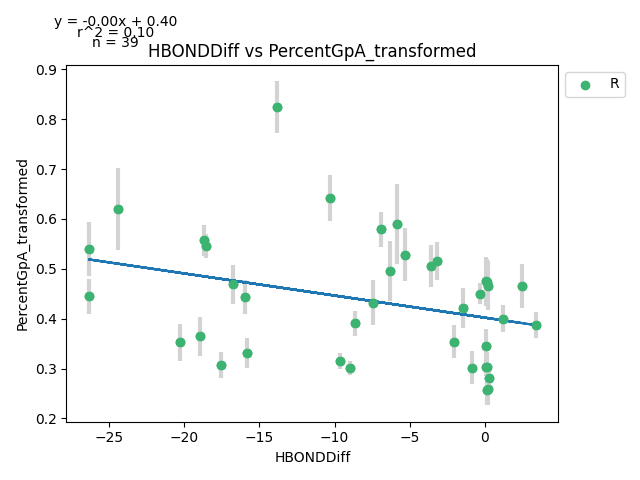 y = -0.00x + 0.40
r^2 = 0.10
n = 39
HBONDDiff vs PercentGpA_transformed
R
PercentGpA_transformed
0.9
0.8
0.7
0.6
0.5
0.4
0.3
0.2
−25 −20 −15 −10 −5 0
HBONDDiff